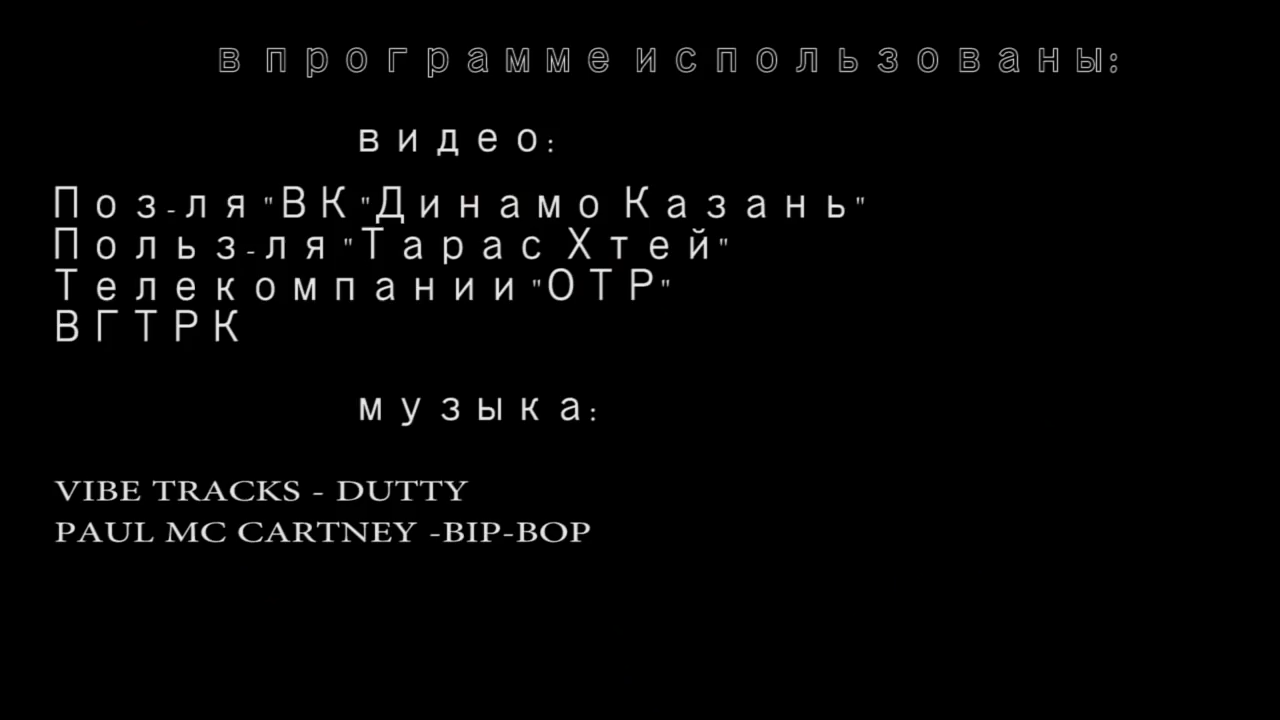 в программе использованы:
видео:
Поз-ля "ВК "Динамо Казань"
Польз-ля "Тарас Хтей"
Телекомпании "ОТР"
ВГТРК
музыка:
VIBE TRACKS - DUTTY
PAUL MC CARTNEY -BIP-BOP